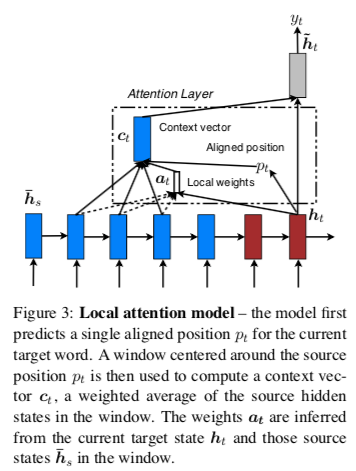 y_t
h̃_t
Attention Layer
Context vector
c_t
Aligned position
p_t
a_t
Local weights
h̄_s
h_t
Figure 3: Local attention model – the model first
predicts a single aligned position p_t for the current
target word. A window centered around the source
position p_t is then used to compute a context vec-
tor c_t, a weighted average of the source hidden
states in the window. The weights a_t are inferred
from the current target state h_t and those source
states h̄_s in the window.